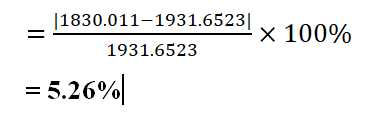 = |1830.011−1931.6523| / 1931.6523 × 100%
= 5.26%